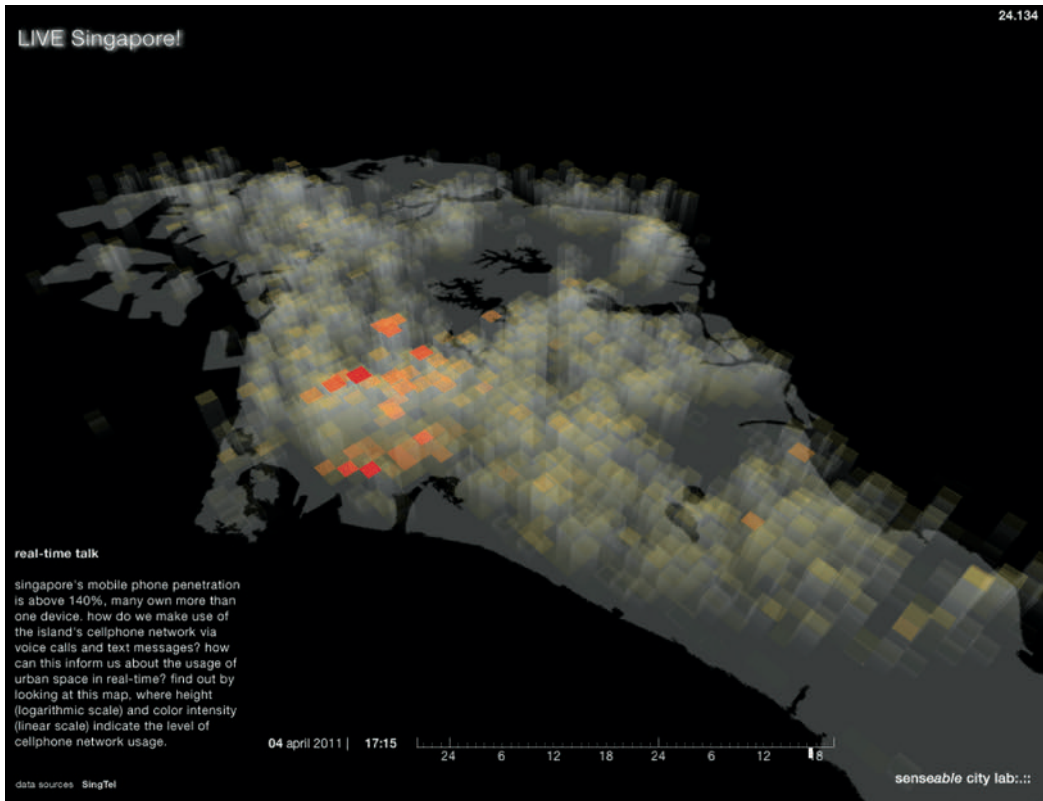 24.134
LIVE Singapore!
real-time talk
singapore's mobile phone penetration
is above 140%, many own more than
one device. how do we make use of
the island's cellphone network via
voice calls and text messages? how
can this inform us about the usage of
urban space in real-time? find out by
looking at this map, where height
(logarithmic scale) and color intensity
(linear scale) indicate the level of
cellphone network usage.
04 april 2011 | 17:15
24 6 12 18 24 6 12 8
data sources SingTel
senseable city lab:.::